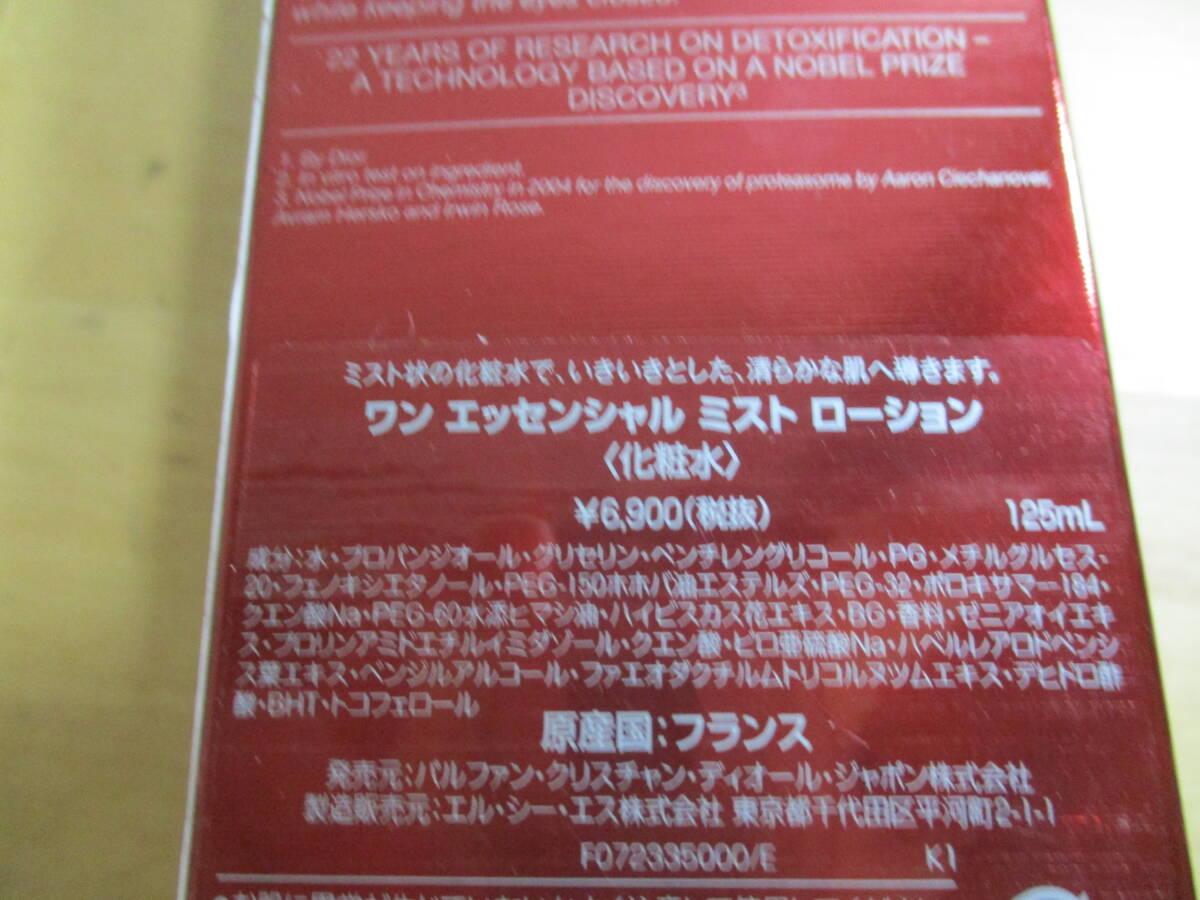 while keeping the eyes closed.
22 YEARS OF RESEARCH ON DETOXIFICATION –
A TECHNOLOGY BASED ON A NOBEL PRIZE
DISCOVERY³
1. By Dior.
2. In vitro test on ingredient.
3. Nobel Prize in Chemistry in 2004 for the discovery of proteasome by Aaron Ciechanover,
Avram Hersko and Irwin Rose.
ミスト状の化粧水で、いきいきとした、清らかな肌へ導きます。
ワン エッセンシャル ミスト ローション
〈化粧水〉
¥6,900(税抜) 125mL
成分:水・プロパンジオール・グリセリン・ペンチレングリコール・PG・メチルグルセス-
20・フェノキシエタノール・PEG-150ホホバ油エステルズ・PEG-32・ポロキサマー184・
クエン酸Na・PEG-60水添ヒマシ油・ハイビスカス花エキス・BG・香料・ゼニアオイエキ
ス・プロリンアミドエチルイミダゾール・クエン酸・ピロ亜硫酸Na・ハベルレアロドペンシ
ス葉エキス・ベンジルアルコール・ファエオダクチルムトリコルヌツムエキス・デヒドロ酢
酸・BHT・トコフェロール
原産国:フランス
発売元:パルファン・クリスチャン・ディオール・ジャポン株式会社
製造販売元:エル・シー・エス株式会社 東京都千代田区平河町2-1-1
F072335000/E K1